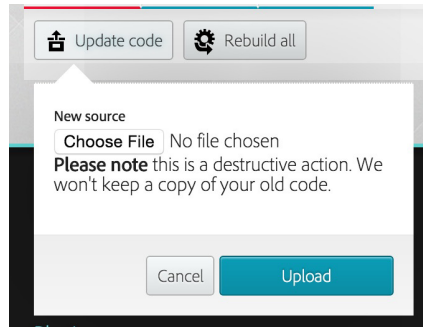 Update code
Rebuild all
New source
Choose File No file chosen
Please note this is a destructive action. We
won't keep a copy of your old code.
Cancel
Upload